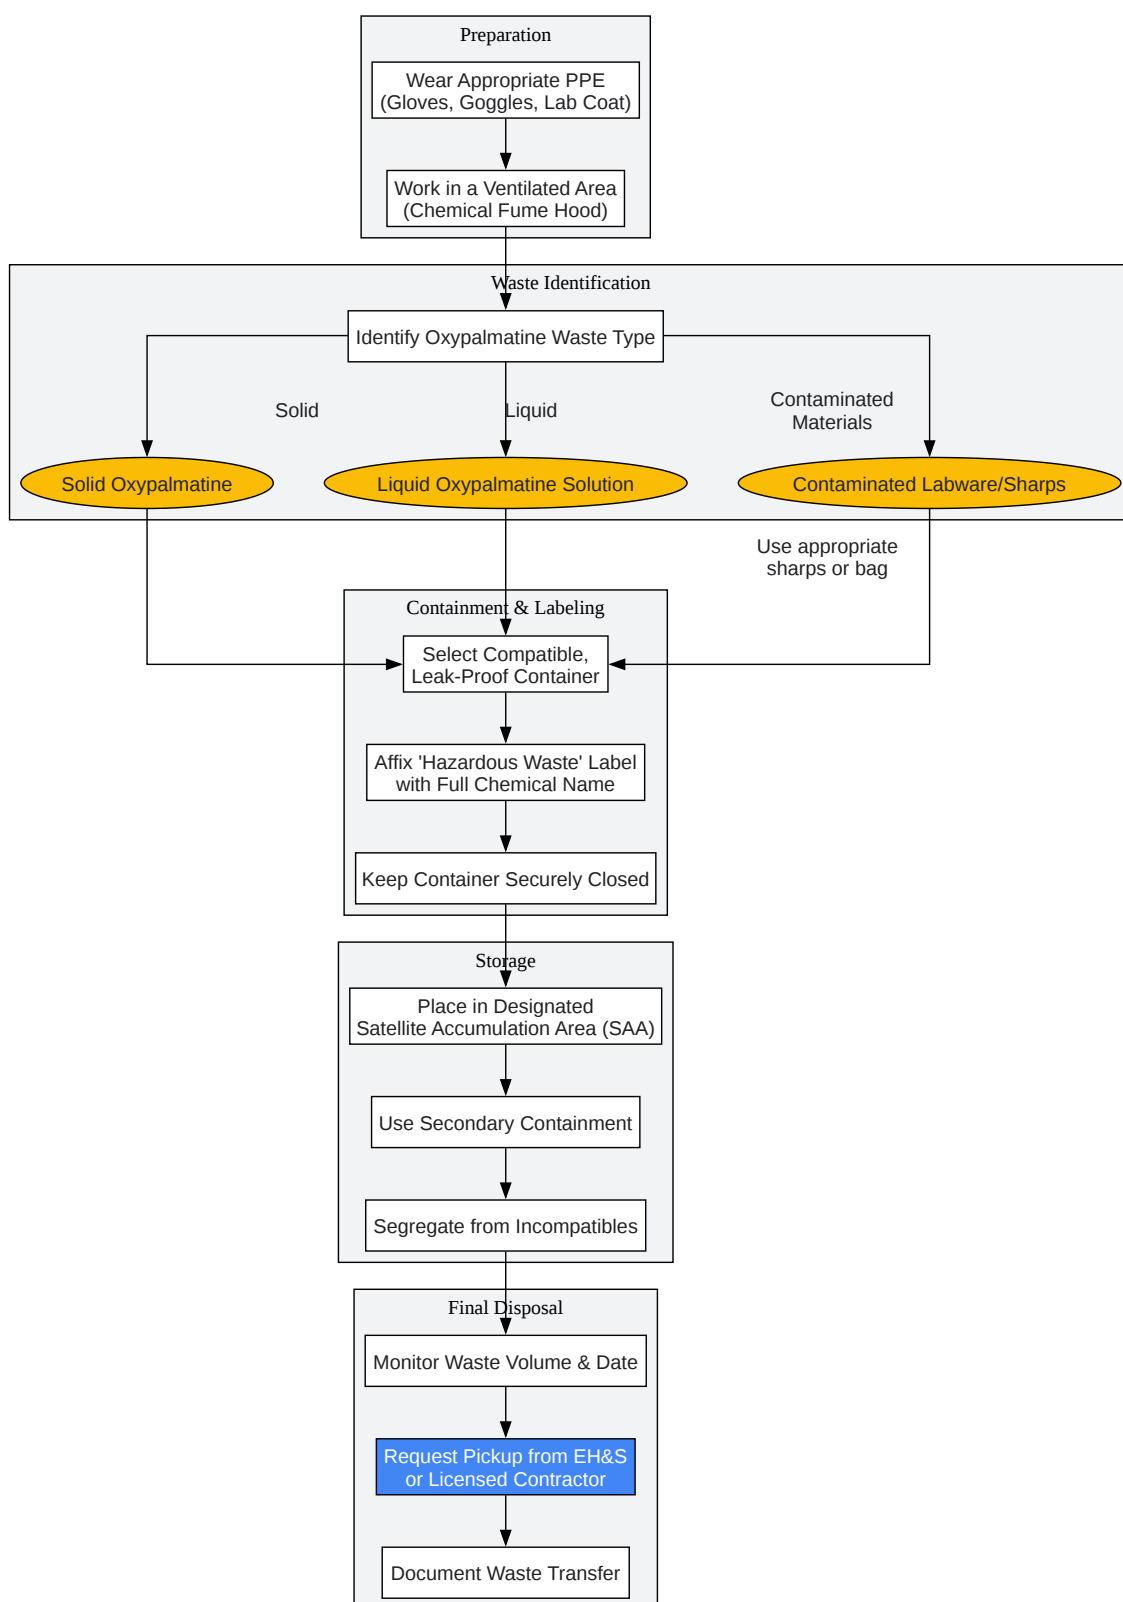 Preparation
Wear Appropriate PPE
(Gloves, Goggles, Lab Coat)
Work in a Ventilated Area
(Chemical Fume Hood)
Waste Identification
Identify Oxypalmatine Waste Type
Solid
Liquid
Contaminated
Materials
Solid Oxypalmatine
Liquid Oxypalmatine Solution
Contaminated Labware/Sharps
Use appropriate
sharps or bag
Containment & Labeling
Select Compatible,
Leak-Proof Container
Affix 'Hazardous Waste' Label
with Full Chemical Name
Keep Container Securely Closed
Storage
Place in Designated
Satellite Accumulation Area (SAA)
Use Secondary Containment
Segregate from Incompatibles
Final Disposal
Monitor Waste Volume & Date
Request Pickup from EH&S
or Licensed Contractor
Document Waste Transfer